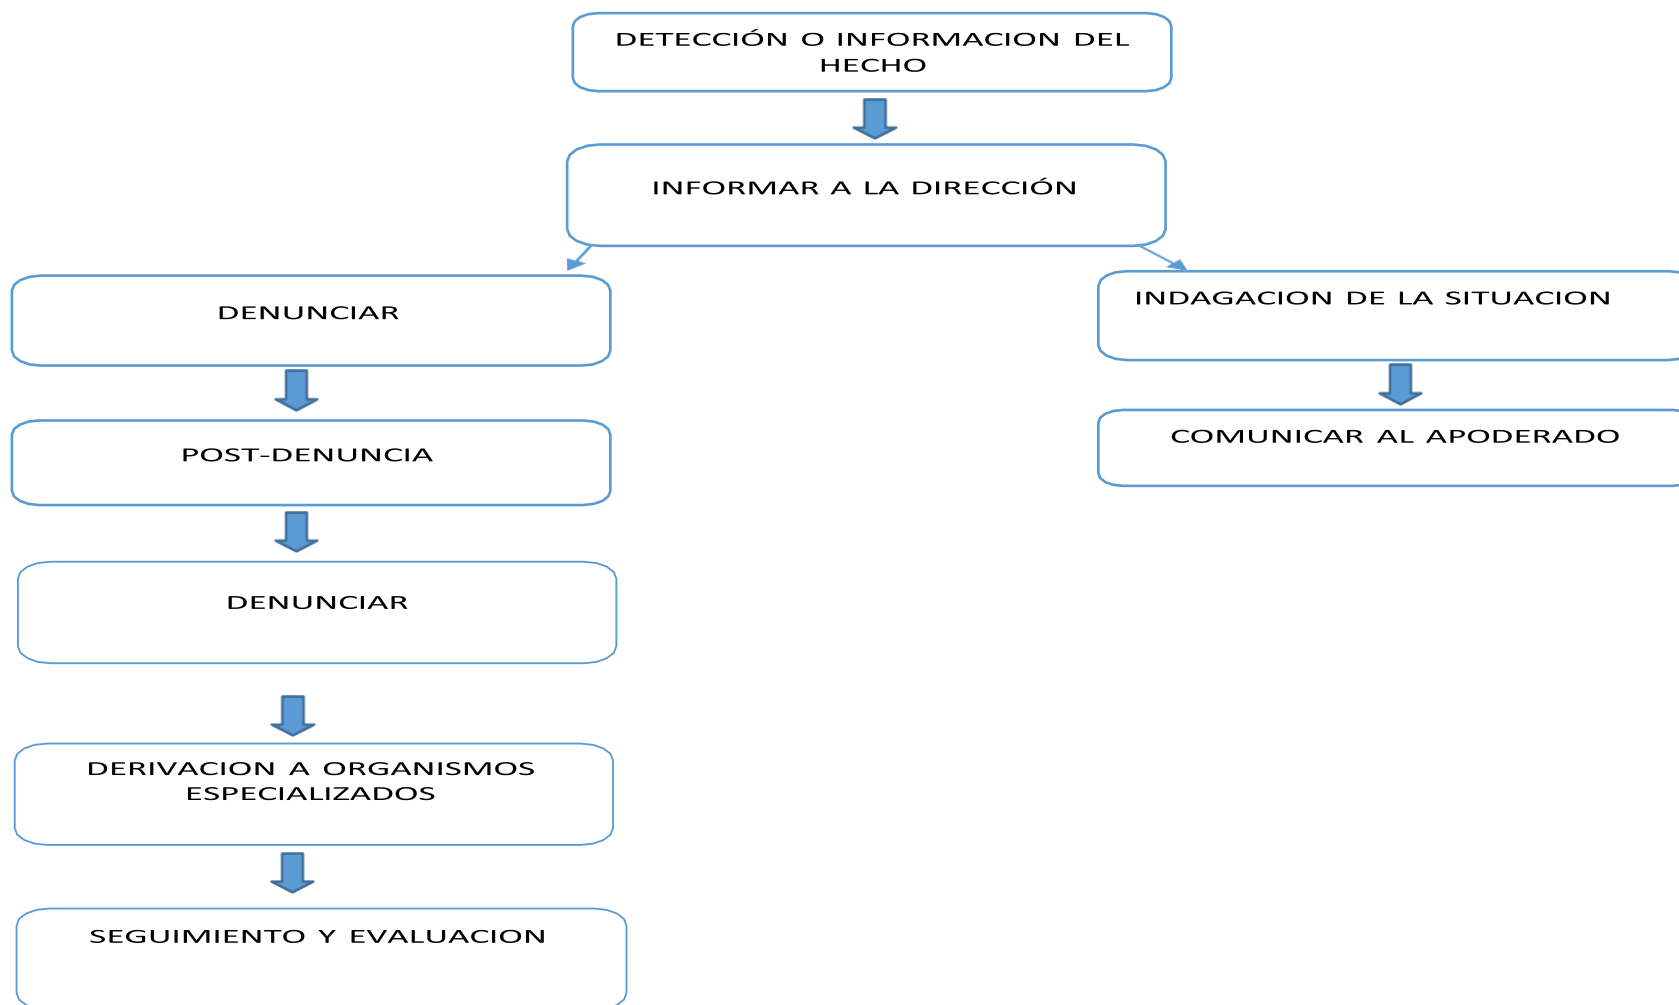 DETECCIÓN O INFORMACION DEL
HECHO
INFORMAR A LA DIRECCIÓN
DENUNCIAR
INDAGACION DE LA SITUACION
POST-DENUNCIA
COMUNICAR AL APODERADO
DENUNCIAR
DERIVACION A ORGANISMOS
ESPECIALIZADOS
SEGUIMIENTO Y EVALUACION